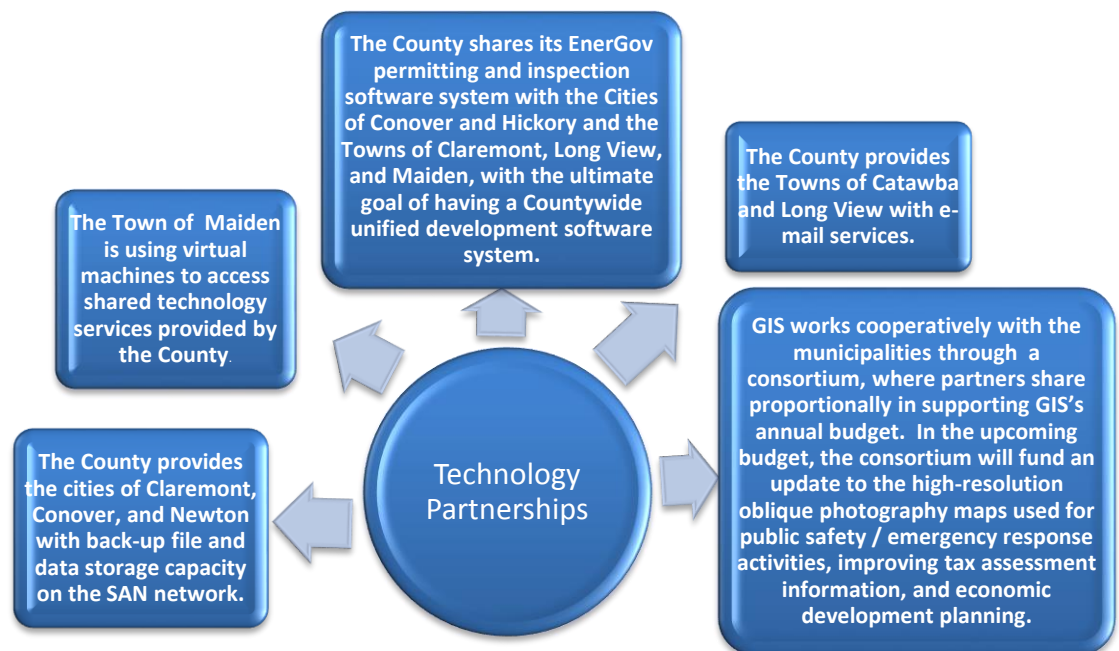 The County shares its EnerGov
permitting and inspection
software system with the Cities
of Conover and Hickory and the
Towns of Claremont, Long View,
and Maiden, with the ultimate
goal of having a Countywide
unified development software
system.
The County provides
the Towns of Catawba
and Long View with e-
mail services.
The Town of Maiden
is using virtual
machines to access
shared technology
services provided by
the County.
GIS works cooperatively with the
municipalities through a
consortium, where partners share
proportionally in supporting GIS's
annual budget. In the upcoming
budget, the consortium will fund an
update to the high-resolution
oblique photography maps used for
public safety / emergency response
activities, improving tax assessment
information, and economic
development planning.
The County provides
the cities of Claremont,
Conover, and Newton
with back-up file and
data storage capacity
on the SAN network.
Technology
Partnerships